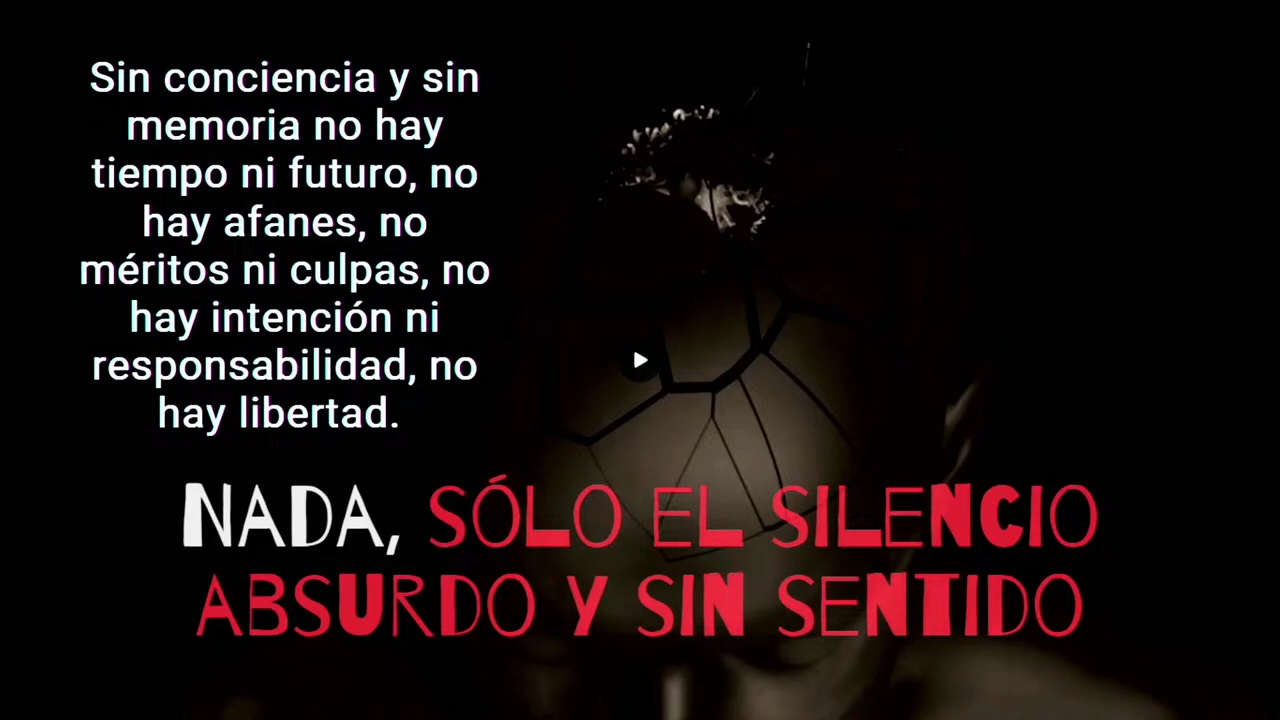 Sin conciencia y sin
memoria no hay
tiempo ni futuro, no
hay afanes, no
méritos ni culpas, no
hay intención ni
responsabilidad, no
hay libertad.
NADA, SÓLO EL SILENCIO
ABSURDO Y SIN SENTIDO